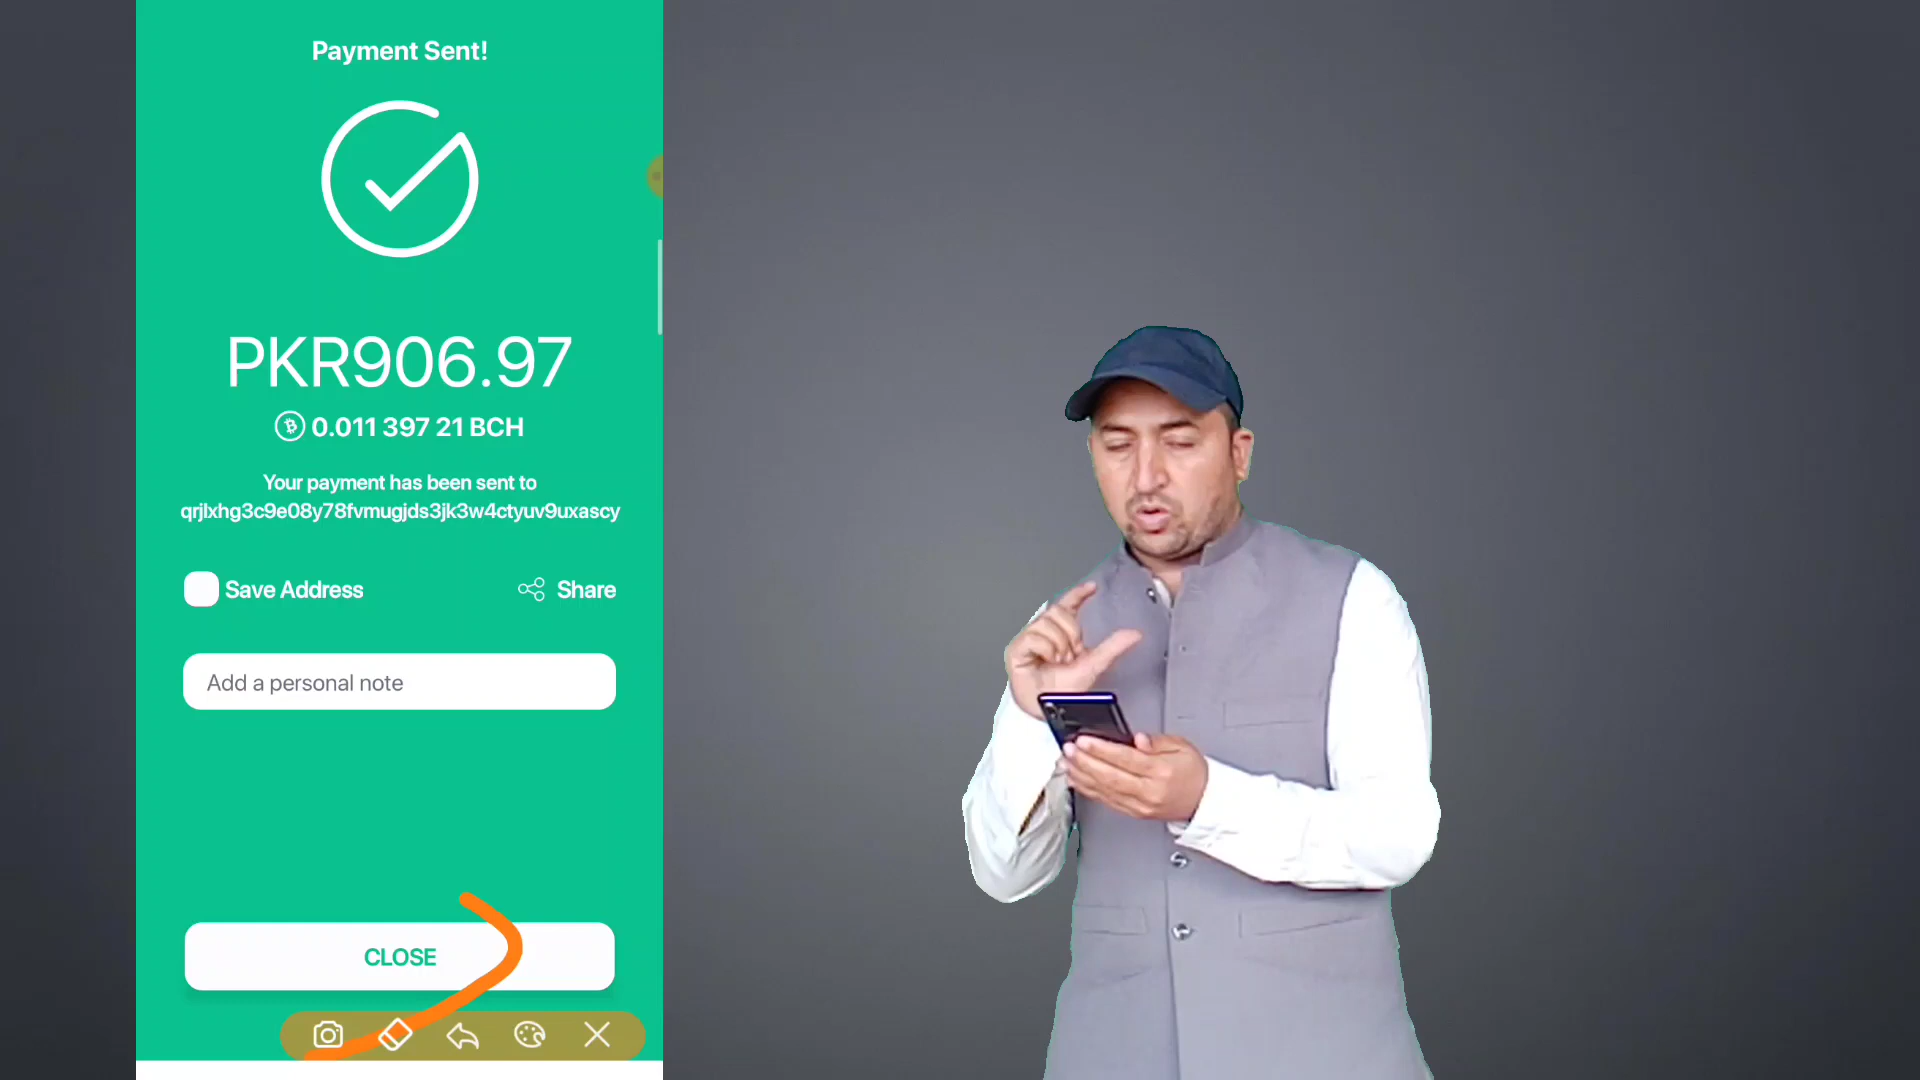 Payment Sent!
PKR906.97
0.011 397 21 BCH
Your payment has been sent to
qrjlxhg3c9e08y78fvmugjds3jk3w4ctyuv9uxascy
Save Address
Share
Add a personal note
CLOSE